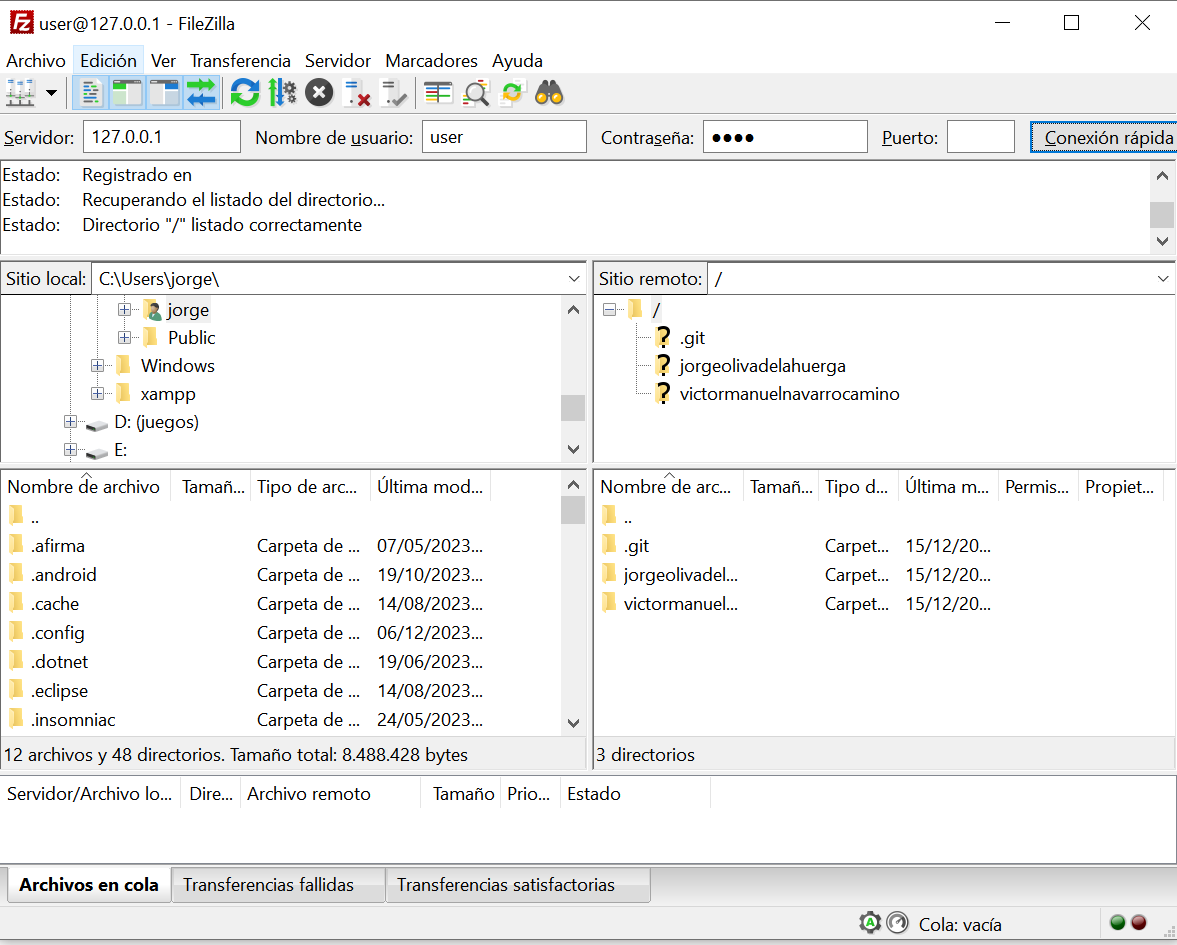 user@127.0.0.1 - FileZilla
Archivo Edición Ver Transferencia Servidor Marcadores Ayuda
Servidor: 127.0.0.1 Nombre de usuario: user Contraseña: ●●●● Puerto: Conexión rápida
Estado: Registrado en
Estado: Recuperando el listado del directorio...
Estado: Directorio "/" listado correctamente
Sitio local: C:\Users\jorge\
jorge
Public
Windows
xampp
D: (juegos)
E:
Sitio remoto: /
/
.git
jorgeolivadelahuerga
victormanuelnavarrocamino
Nombre de archivo Tamañ... Tipo de arc... Última mod...
..
.afirma Carpeta de ... 07/05/2023...
.android Carpeta de ... 19/10/2023...
.cache Carpeta de ... 14/08/2023...
.config Carpeta de ... 06/12/2023...
.dotnet Carpeta de ... 19/06/2023...
.eclipse Carpeta de ... 14/08/2023...
.insomniac Carpeta de ... 24/05/2023...
12 archivos y 48 directorios. Tamaño total: 8.488.428 bytes
Nombre de arc... Tamañ... Tipo d... Última m... Permis... Propiet...
..
.git Carpet... 15/12/20...
jorgeolivadel... Carpet... 15/12/20...
victormanuel... Carpet... 15/12/20...
3 directorios
Servidor/Archivo lo... Dire... Archivo remoto Tamaño Prio... Estado
Archivos en cola Transferencias fallidas Transferencias satisfactorias
Cola: vacía